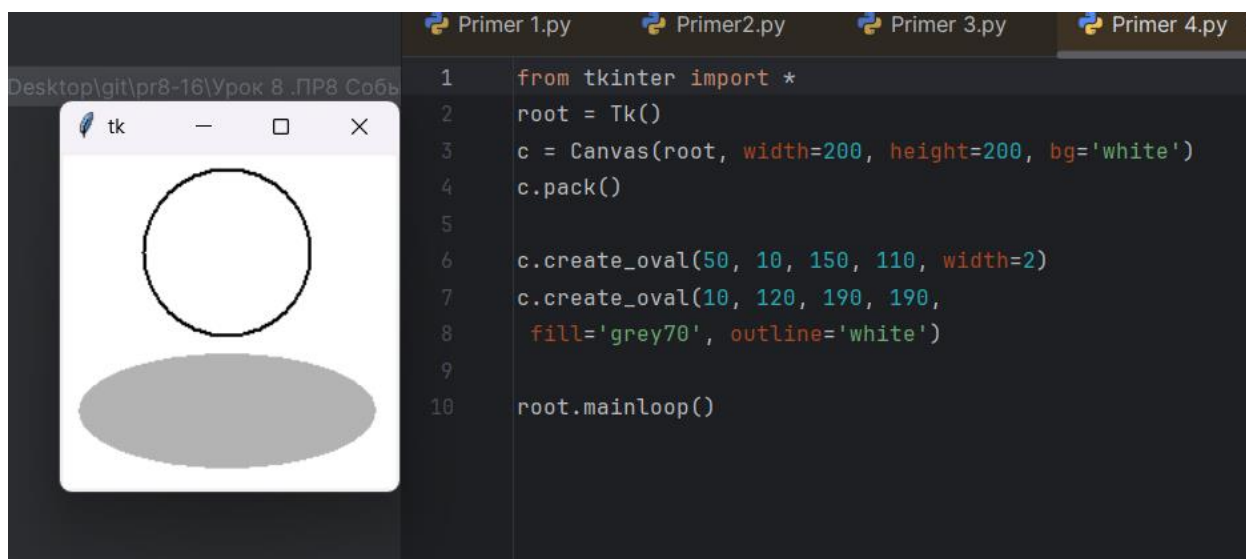 Primer 1.py Primer2.py Primer 3.py Primer 4.py
Desktop\git\pr8-16\Урок 8 .ПР8 Собы
tk
1 from tkinter import *
2 root = Tk()
3 c = Canvas(root, width=200, height=200, bg='white')
4 c.pack()
5
6 c.create_oval(50, 10, 150, 110, width=2)
7 c.create_oval(10, 120, 190, 190,
8 fill='grey70', outline='white')
9
10 root.mainloop()